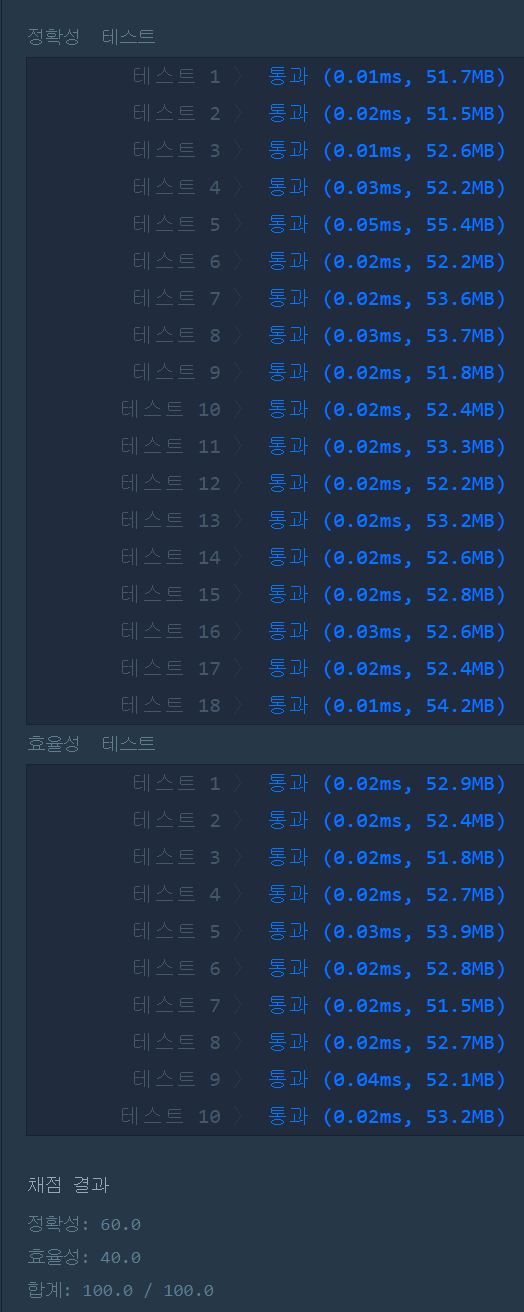 정확성 테스트
테스트 1 〉 통과 (0.01ms, 51.7MB)
테스트 2 〉 통과 (0.02ms, 51.5MB)
테스트 3 〉 통과 (0.01ms, 52.6MB)
테스트 4 〉 통과 (0.03ms, 52.2MB)
테스트 5 〉 통과 (0.05ms, 55.4MB)
테스트 6 〉 통과 (0.02ms, 52.2MB)
테스트 7 〉 통과 (0.02ms, 53.6MB)
테스트 8 〉 통과 (0.03ms, 53.7MB)
테스트 9 〉 통과 (0.02ms, 51.8MB)
테스트 10 〉 통과 (0.02ms, 52.4MB)
테스트 11 〉 통과 (0.02ms, 53.3MB)
테스트 12 〉 통과 (0.02ms, 52.2MB)
테스트 13 〉 통과 (0.02ms, 53.2MB)
테스트 14 〉 통과 (0.02ms, 52.6MB)
테스트 15 〉 통과 (0.02ms, 52.8MB)
테스트 16 〉 통과 (0.03ms, 52.6MB)
테스트 17 〉 통과 (0.02ms, 52.4MB)
테스트 18 〉 통과 (0.01ms, 54.2MB)
효율성 테스트
테스트 1 〉 통과 (0.02ms, 52.9MB)
테스트 2 〉 통과 (0.02ms, 52.4MB)
테스트 3 〉 통과 (0.02ms, 51.8MB)
테스트 4 〉 통과 (0.02ms, 52.7MB)
테스트 5 〉 통과 (0.03ms, 53.9MB)
테스트 6 〉 통과 (0.02ms, 52.8MB)
테스트 7 〉 통과 (0.02ms, 51.5MB)
테스트 8 〉 통과 (0.02ms, 52.7MB)
테스트 9 〉 통과 (0.04ms, 52.1MB)
테스트 10 〉 통과 (0.02ms, 53.2MB)
채점 결과
정확성: 60.0
효율성: 40.0
합계: 100.0 / 100.0